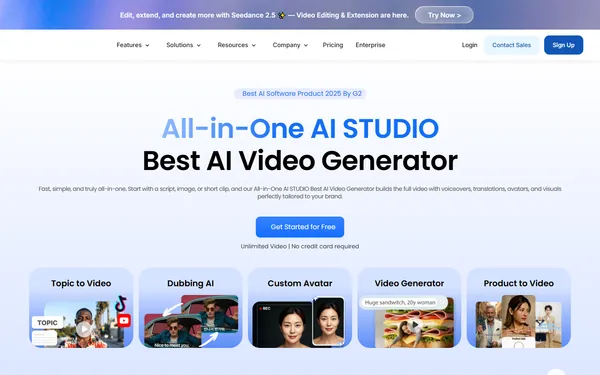 Edit, extend, and create more with Seedance 2.5 ✨ — Video Editing & Extension are here.
Try Now >
Features
Solutions
Resources
Company
Pricing
Enterprise
Login
Contact Sales
Sign Up
Best AI Software Product 2025 By G2
All-in-One AI STUDIO
Best AI Video Generator
Fast, simple, and truly all-in-one. Start with a script, image, or short clip, and our All-in-One AI STUDIO Best AI Video Generator builds the full video with voiceovers, translations, avatars, and visuals
perfectly tailored to your brand.
Get Started for Free
Unlimited Video | No credit card required
Topic to Video
Dubbing AI
Custom Avatar
Video Generator
Product to Video
TOPIC
Nice to meet you.
REC
Huge sandwitch, 20y woman